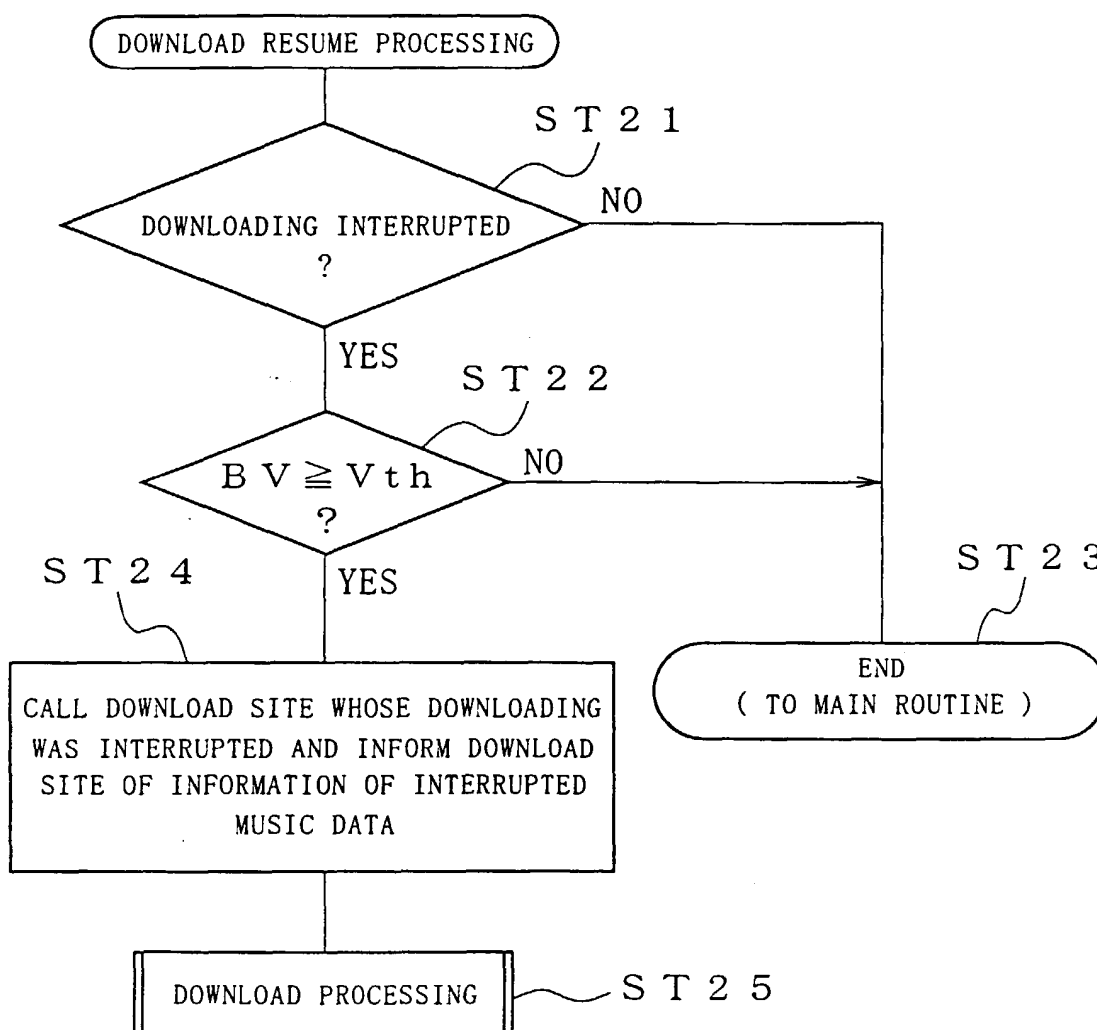 DOWNLOAD RESUME PROCESSING
ST21
DOWNLOADING INTERRUPTED
?
NO
YES
ST22
BV≧Vth
?
NO
YES
ST24
ST23
END
( TO MAIN ROUTINE )
CALL DOWNLOAD SITE WHOSE DOWNLOADING
WAS INTERRUPTED AND INFORM DOWNLOAD
SITE OF INFORMATION OF INTERRUPTED
MUSIC DATA
DOWNLOAD PROCESSING
ST25